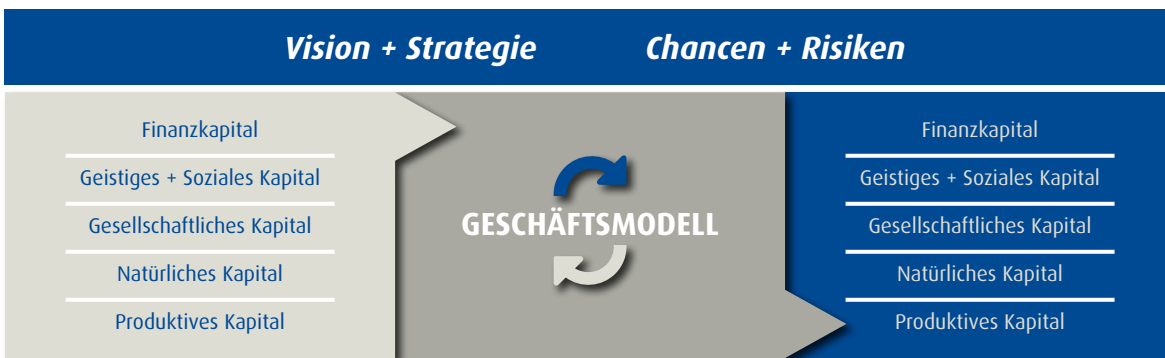 Vision + Strategie
Chancen + Risiken
Finanzkapital
Geistiges + Soziales Kapital
Gesellschaftliches Kapital
Natürliches Kapital
Produktives Kapital
GESCHÄFTSMODELL
Finanzkapital
Geistiges + Soziales Kapital
Gesellschaftliches Kapital
Natürliches Kapital
Produktives Kapital